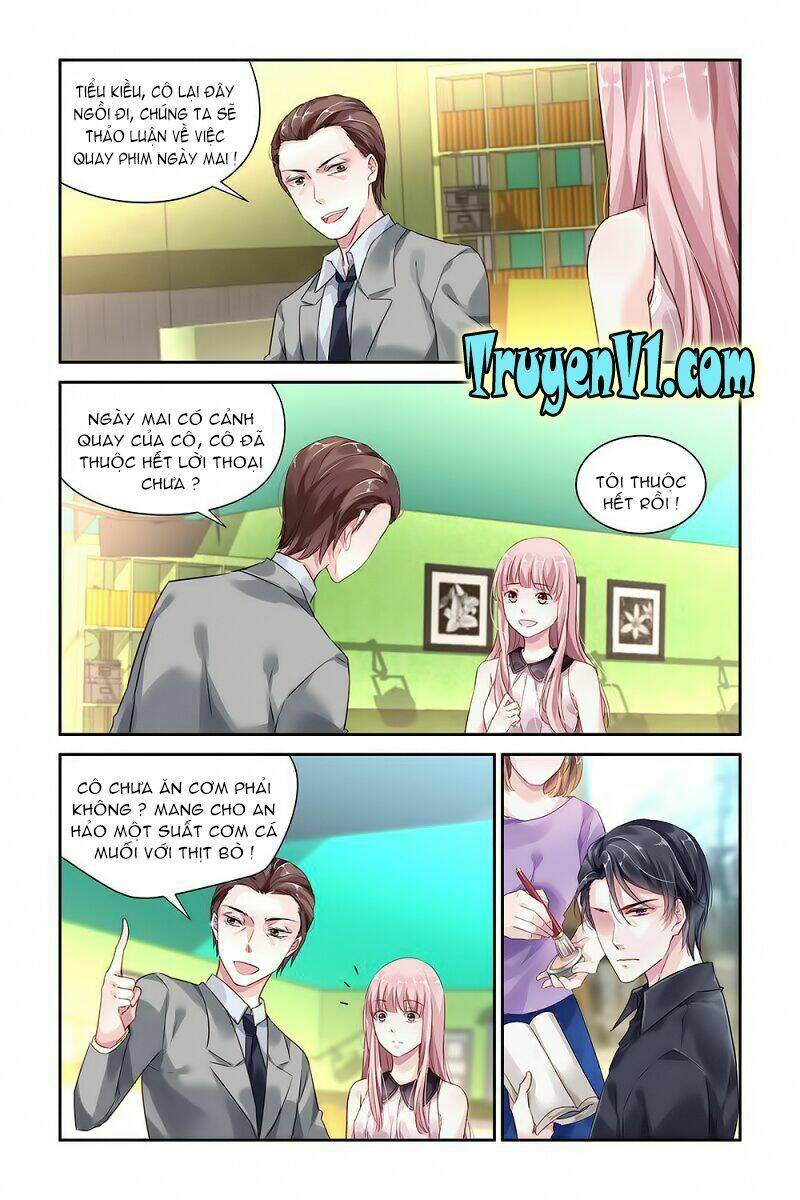 TIỂU KIỀU, CÔ LẠI ĐÂY
NGỒI ĐI, CHÚNG TA SẼ
THẢO LUẬN VỀ VIỆC
QUAY PHIM NGÀY MAI !
TruyenV1.com
NGÀY MAI CÓ CẢNH
QUAY CỦA CÔ, CÔ ĐÃ
THUỘC HẾT LỜI THOẠI
CHƯA ?
TÔI THUỘC
HẾT RỒI !
CÔ CHƯA ĂN CƠM PHẢI
KHÔNG ? MANG CHO AN
HẢO MỘT SUẤT CƠM CÁ
MUỐI VỚI THỊT BÒ !